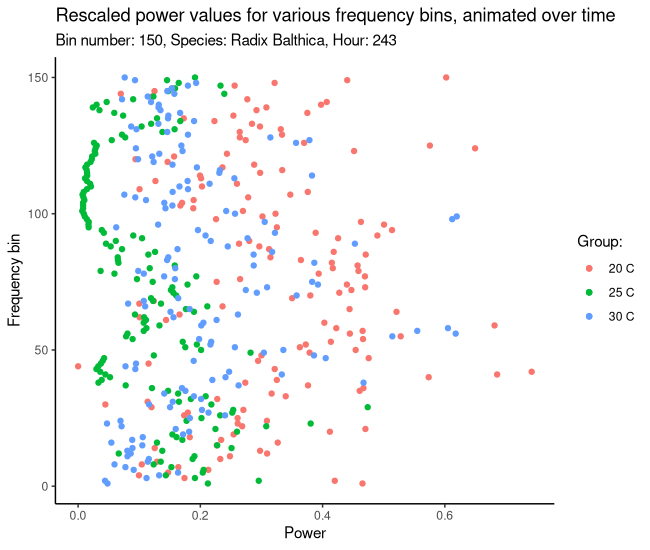 Rescaled power values for various frequency bins, animated over time
Bin number: 150, Species: Radix Balthica, Hour: 243
150
100
50
0
Frequency bin
0.0 0.2 0.4 0.6
Power
Group:
20 C
25 C
30 C